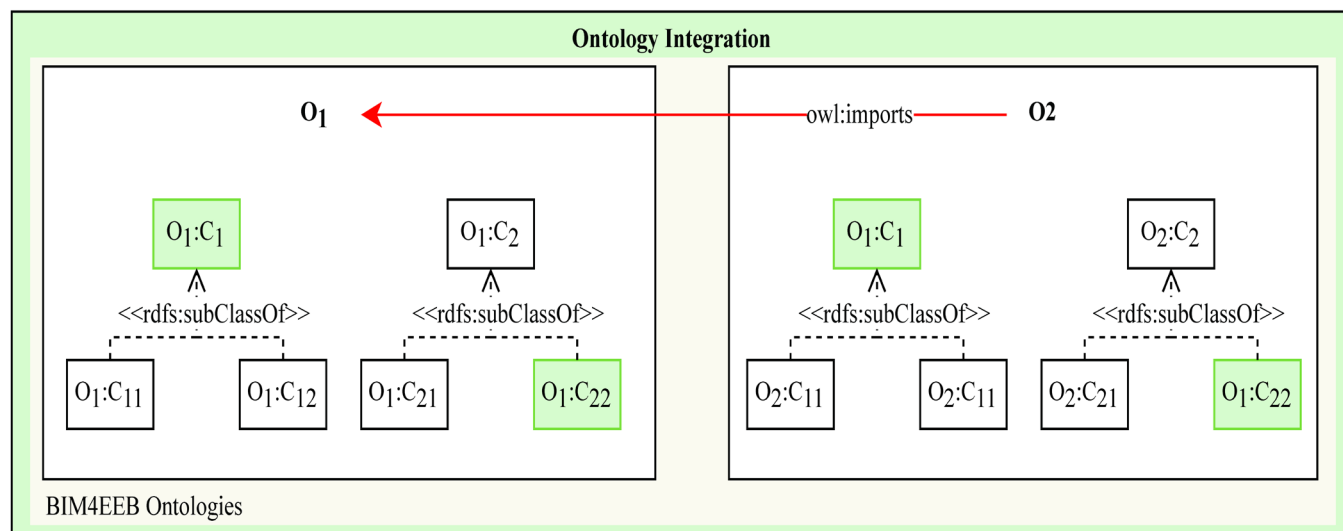 Ontology Integration
O1 owl:imports O2
O1:C1 O1:C2 O1:C1 O2:C2
<<rdfs:subClassOf>> <<rdfs:subClassOf>> <<rdfs:subClassOf>> <<rdfs:subClassOf>>
O1:C11 O1:C12 O1:C21 O1:C22 O2:C11 O2:C11 O2:C21 O1:C22
BIM4EEB Ontologies